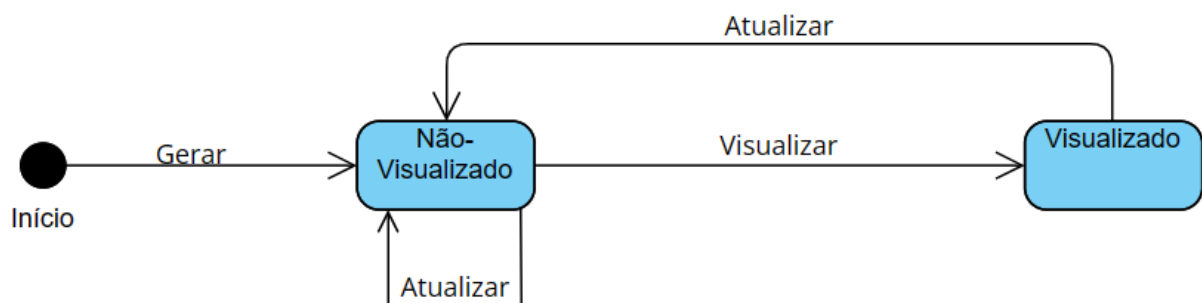 Atualizar
Gerar
Não-
Visualizado
Visualizar
Visualizado
Início
Atualizar